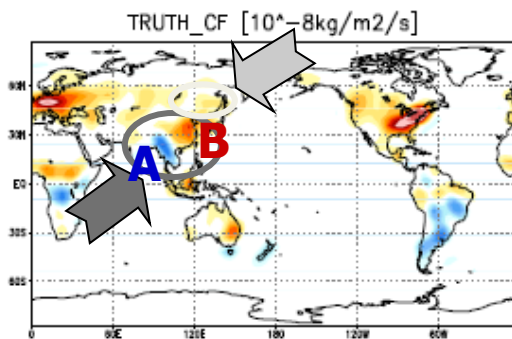 TRUTH_CF [10^-8kg/m2/s]
60N
30N
EQ
30S
60S
A
B
0
60E
120E
180
120W
60W